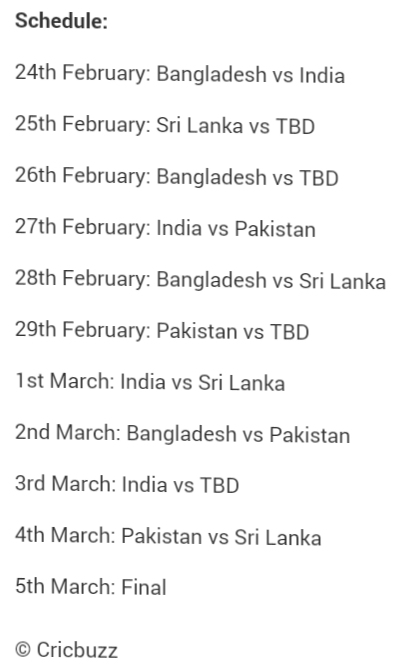 Schedule:
24th February: Bangladesh vs India
25th February: Sri Lanka vs TBD
26th February: Bangladesh vs TBD
27th February: India vs Pakistan
28th February: Bangladesh vs Sri Lanka
29th February: Pakistan vs TBD
1st March: India vs Sri Lanka
2nd March: Bangladesh vs Pakistan
3rd March: India vs TBD
4th March: Pakistan vs Sri Lanka
5th March: Final
© Cricbuzz